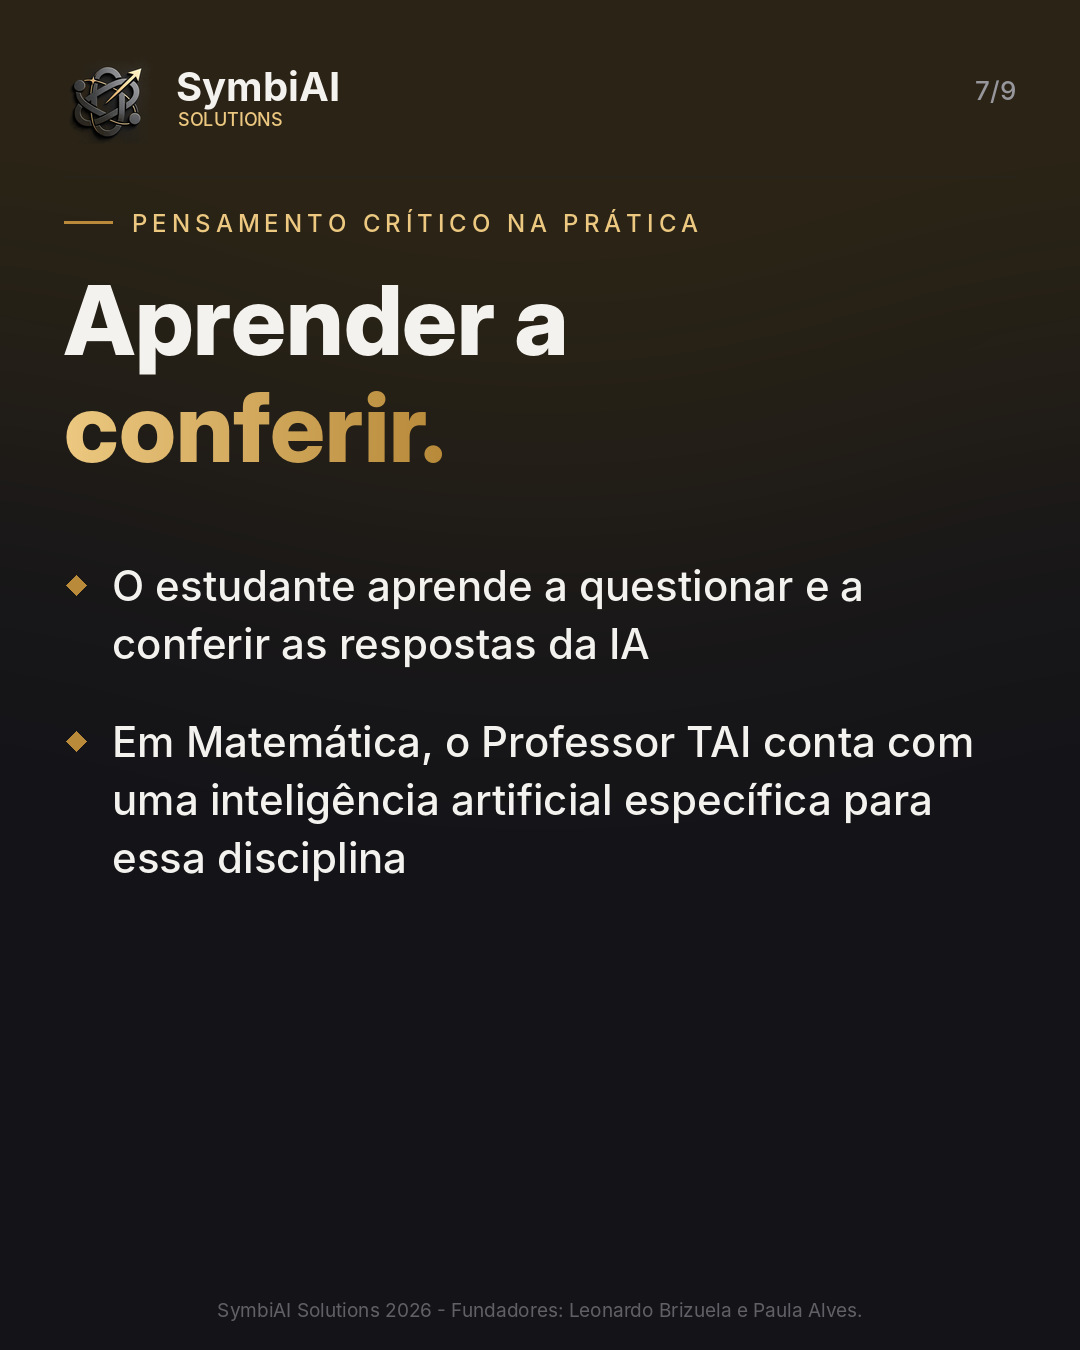 SymbiAI
SOLUTIONS
7/9
PENSAMENTO CRÍTICO NA PRÁTICA
Aprender a
conferir.
O estudante aprende a questionar e a
conferir as respostas da IA
Em Matemática, o Professor TAI conta com
uma inteligência artificial específica para
essa disciplina
SymbiAI Solutions 2026 - Fundadores: Leonardo Brizuela e Paula Alves.